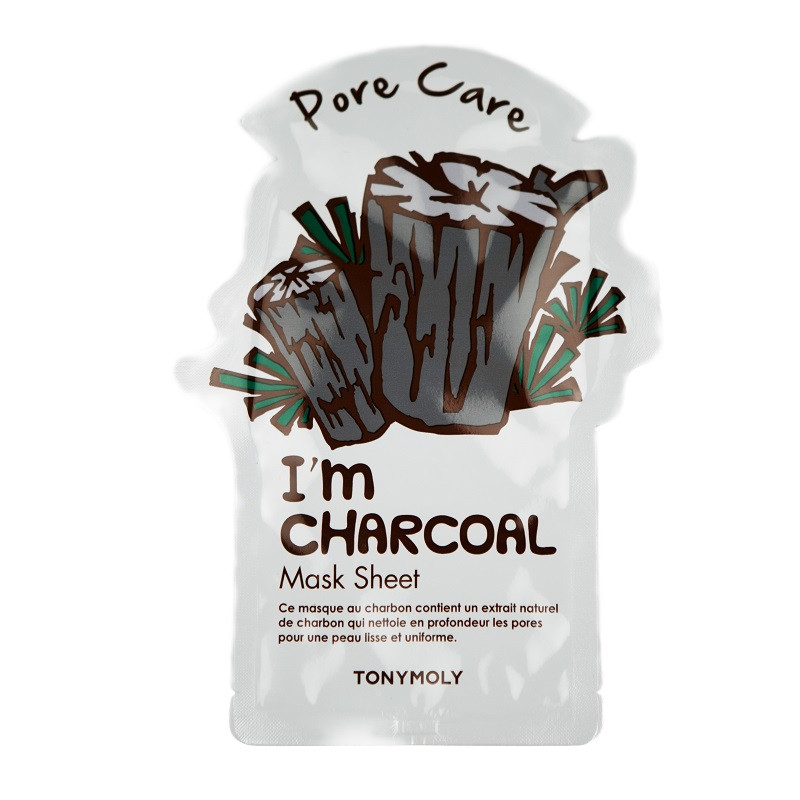 Pore Care
I'm
CHARCOAL
Mask Sheet
Ce masque au charbon contient un extrait naturel
de charbon qui nettoie en profondeur les pores
pour une peau lisse et uniforme.
TONYMOLY